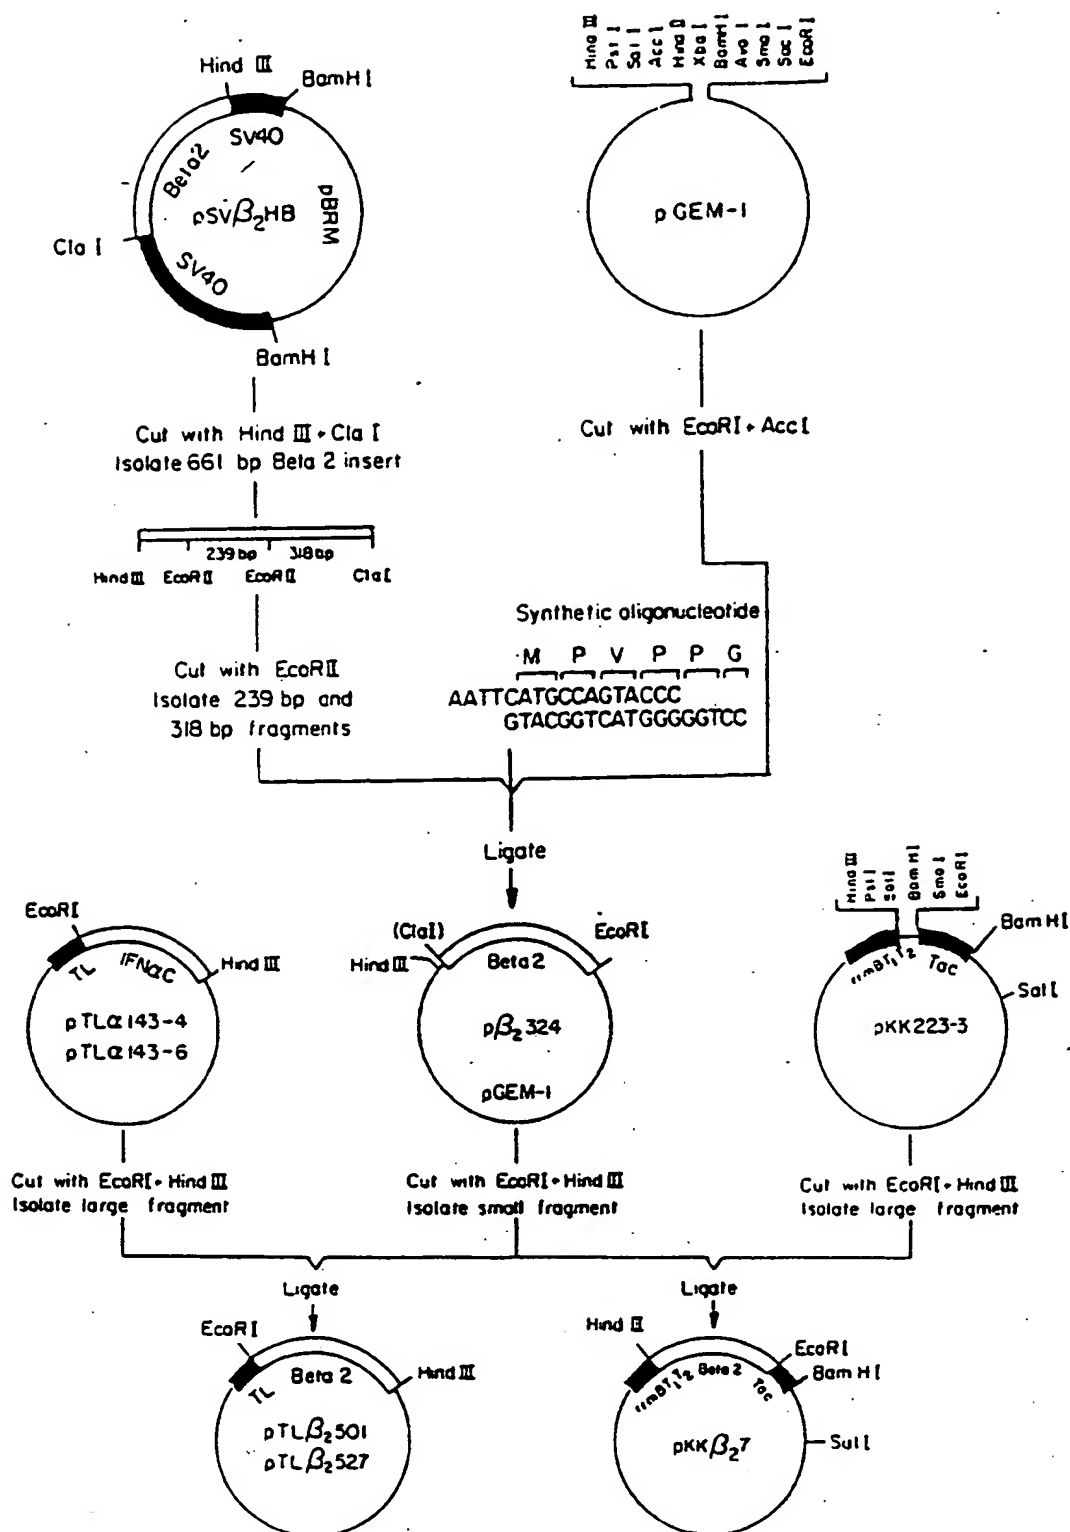 Hind III
BamH I
SV40
Beta2
pSVβ₂HB
pBRM
Cla I
SV40
BamH I
Hind III
Pst I
Sal I
Acc I
Hind II
Xba I
BamH I
Ava I
Sma I
Sac I
EcoR I
pGEM-1
Cut with Hind III + Cla I
Isolate 661 bp Beta 2 insert
239 bp 318 bp
Hind III EcoR II EcoR II Cla I
Cut with EcoR II
Isolate 239 bp and
318 bp fragments
Cut with EcoR I + Acc I
Synthetic oligonucleotide
M P V P P G
AATTCATGCCAGTACCC
GTACGGTCATGGGGGTCC
Ligate
EcoR I
TL
IFNαC
Hind III
pTLα143-4
pTLα143-6
(Cla I)
Hind III
Beta 2
EcoR I
pβ₂324
pGEM-1
Hind III
Pst I
Sal I
BamH I
Sma I
EcoR I
rrnBT₁T₂
Tac
BamH I
Sal I
pKK223-3
Cut with EcoR I + Hind III
Isolate large fragment
Cut with EcoR I + Hind III
Isolate small fragment
Cut with EcoR I + Hind III
Isolate large fragment
Ligate
Ligate
EcoR I
TL
Beta 2
Hind III
pTLβ₂501
pTLβ₂527
Hind III
rrnBT₁T₂
Beta 2
Tac
EcoR I
BamH I
Sal I
pKKβ₂7